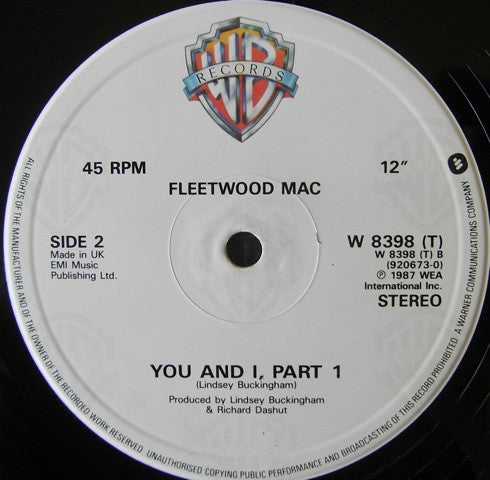 WB
RECORDS
45 RPM
12"
FLEETWOOD MAC
SIDE 2
Made in UK
EMI Music
Publishing Ltd.
W 8398 (T)
W 8398 (T) B
(920673-0)
℗ 1987 WEA
International Inc.
STEREO
YOU AND I, PART 1
(Lindsey Buckingham)
Produced by Lindsey Buckingham
& Richard Dashut
ALL RIGHTS OF THE MANUFACTURER AND OF THE OWNER OF THE RECORDED WORK RESERVED UNAUTHORISED COPYING PUBLIC PERFORMANCE AND BROADCASTING OF THIS RECORD PROHIBITED A WARNER COMMUNICATIONS COMPANY